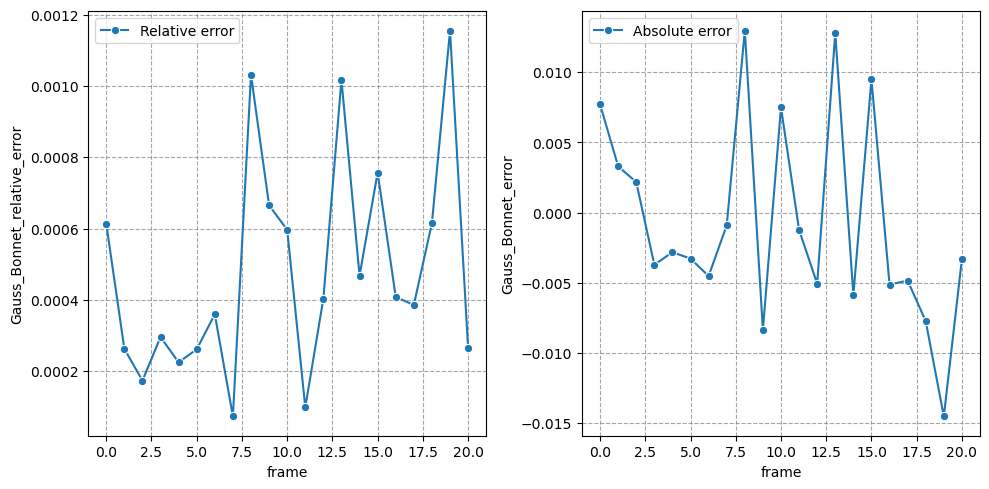 Relative error
Gauss_Bonnet_relative_error
0.0012
0.0010
0.0008
0.0006
0.0004
0.0002
0.0 2.5 5.0 7.5 10.0 12.5 15.0 17.5 20.0
frame
Absolute error
Gauss_Bonnet_error
0.010
0.005
0.000
−0.005
−0.010
−0.015
0.0 2.5 5.0 7.5 10.0 12.5 15.0 17.5 20.0
frame